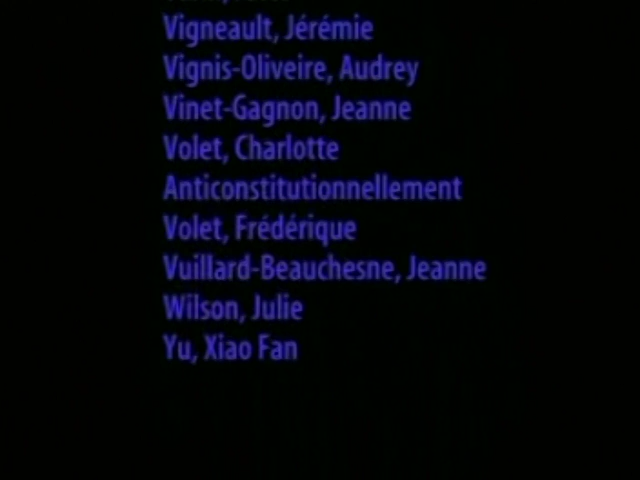 Vigneault, Jérémie
Vignis-Oliveire, Audrey
Vinet-Gagnon, Jeanne
Volet, Charlotte
Anticonstitutionnellement
Volet, Frédérique
Vuillard-Beauchesne, Jeanne
Wilson, Julie
Yu, Xiao Fan